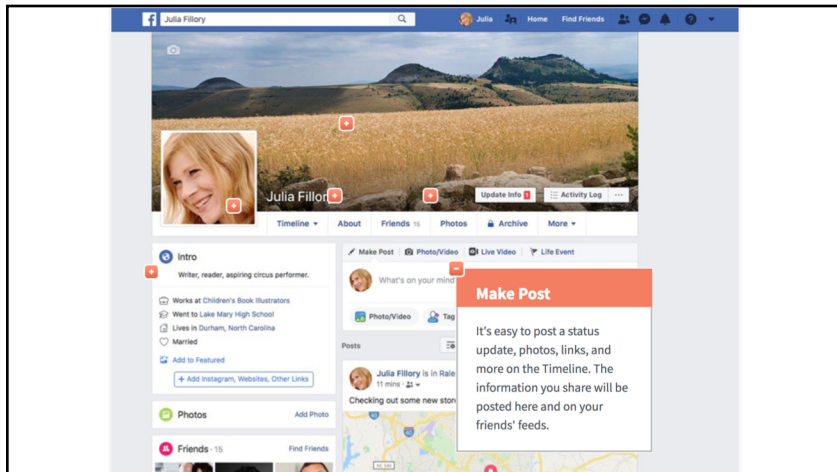 Julia Fillory
Julia Home Find Friends
Julia Fillory
Update Info 1 Activity Log
Timeline About Friends 15 Photos Archive More
Intro
Writer, reader, aspiring circus performer.
Works at Children's Book Illustrators
Went to Lake Mary High School
Lives in Durham, North Carolina
Married
Add to Featured
+ Add Instagram, Websites, Other Links
Photos Add Photo
Friends · 15 Find Friends
Make Post Photo/Video Live Video Life Event
What's on your mind
Photo/Video Tag
Posts
Julia Fillory is in Rale
11 mins ·
Checking out some new stor
40
40
Make Post
It's easy to post a status
update, photos, links, and
more on the Timeline. The
information you share will be
posted here and on your
friends' feeds.